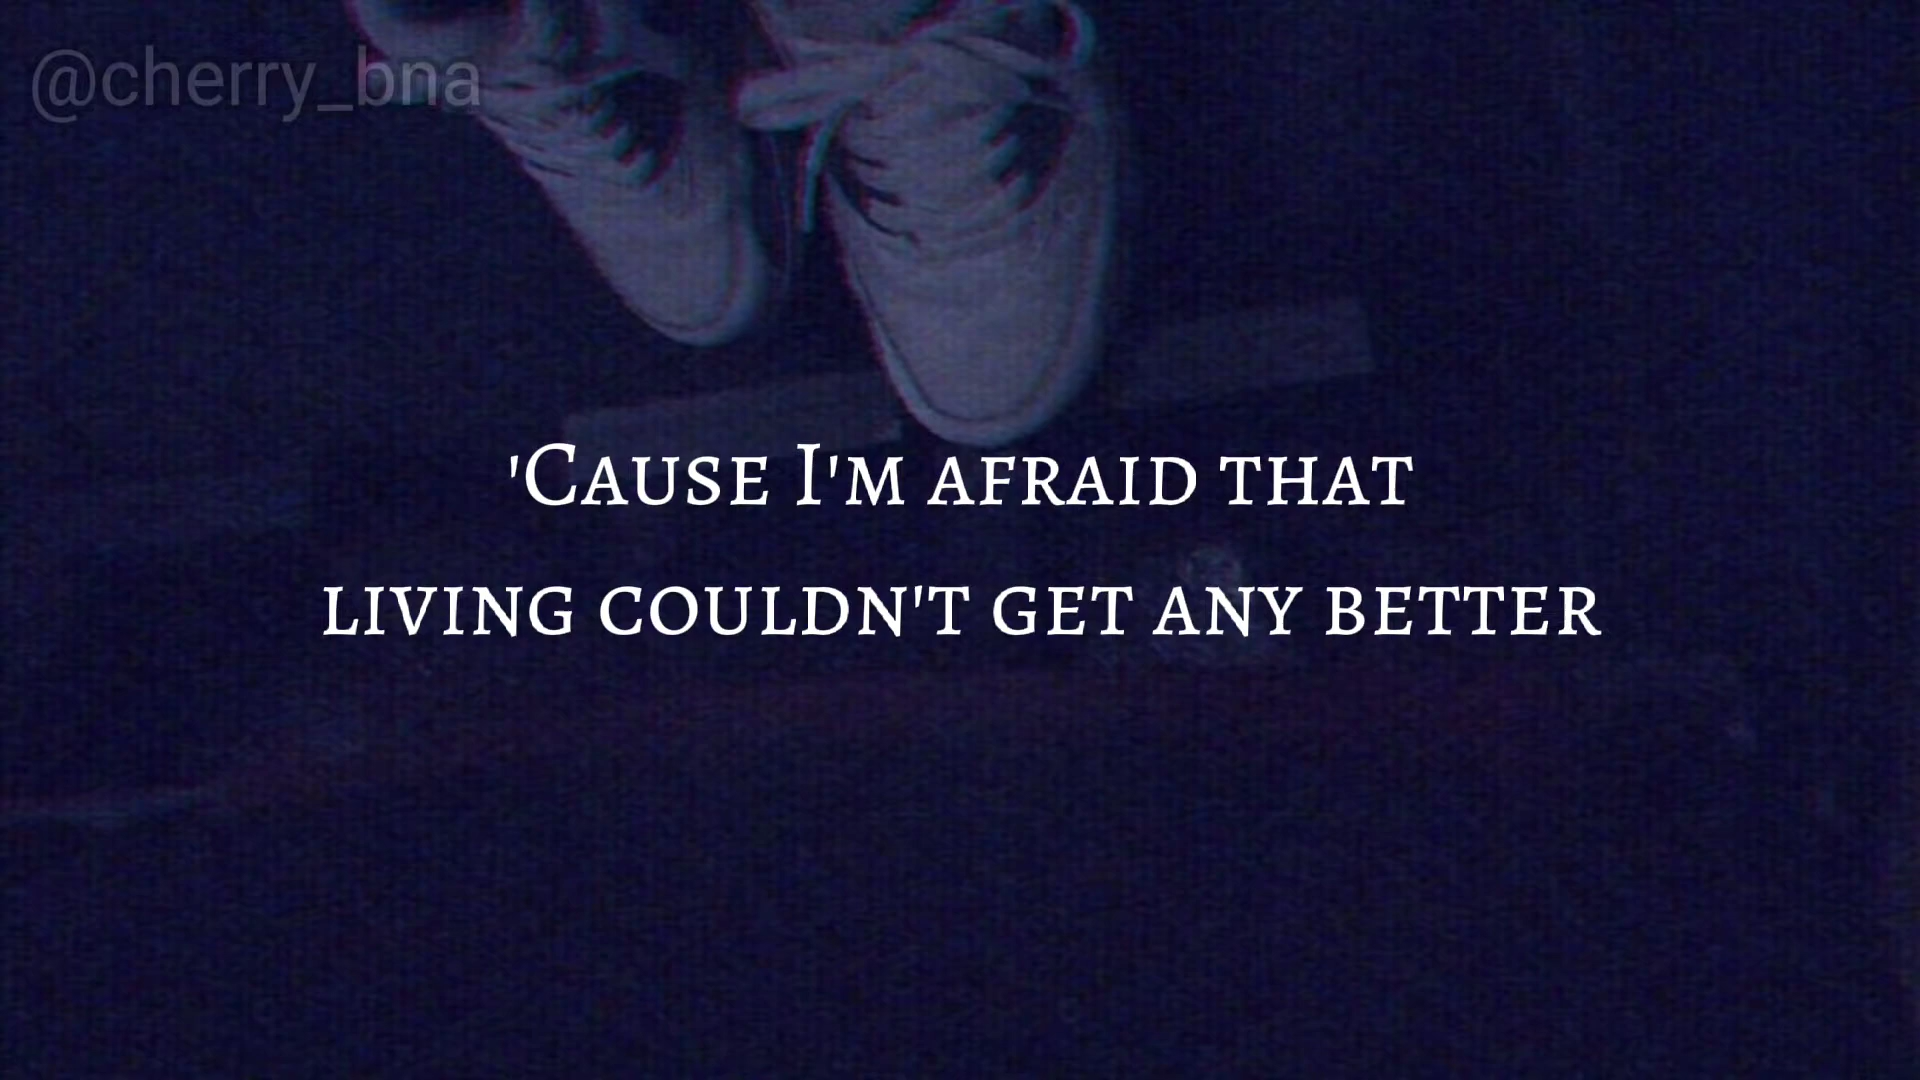 @cherry_bna
'Cause I'm afraid that
living couldn't get any better